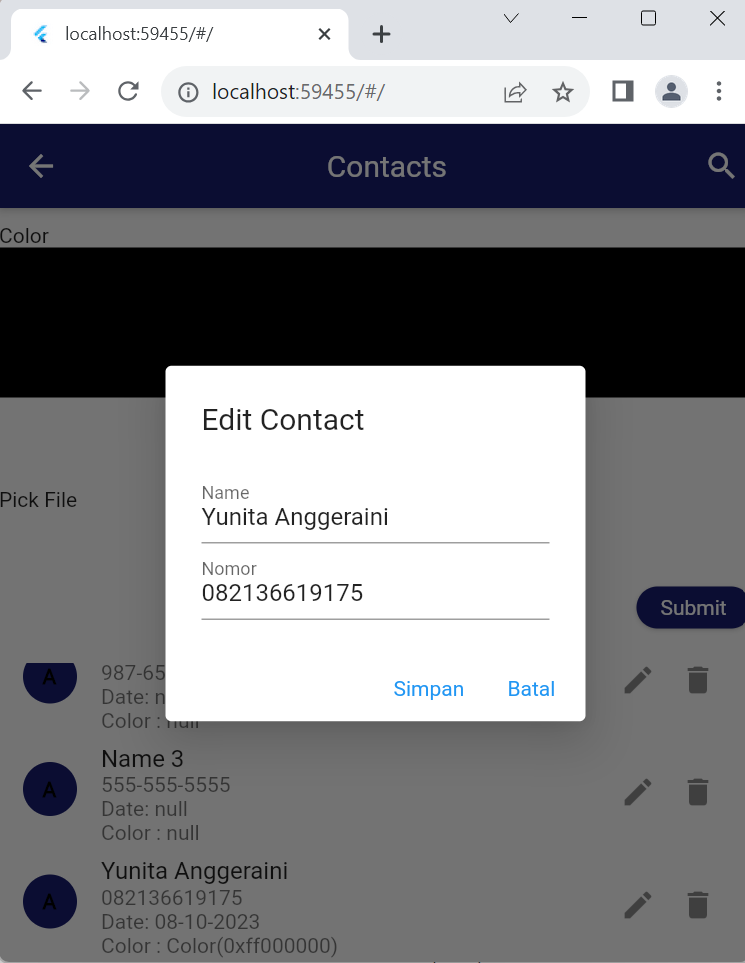 localhost:59455/#/
localhost:59455/#/
Contacts
Color
Edit Contact
Name
Yunita Anggeraini
Pick File
Nomor
082136619175
Submit
Simpan
Batal
A
987-65
Date: n
Color : null
Name 3
A
555-555-5555
Date: null
Color : null
Yunita Anggeraini
A
082136619175
Date: 08-10-2023
Color : Color(0xff000000)